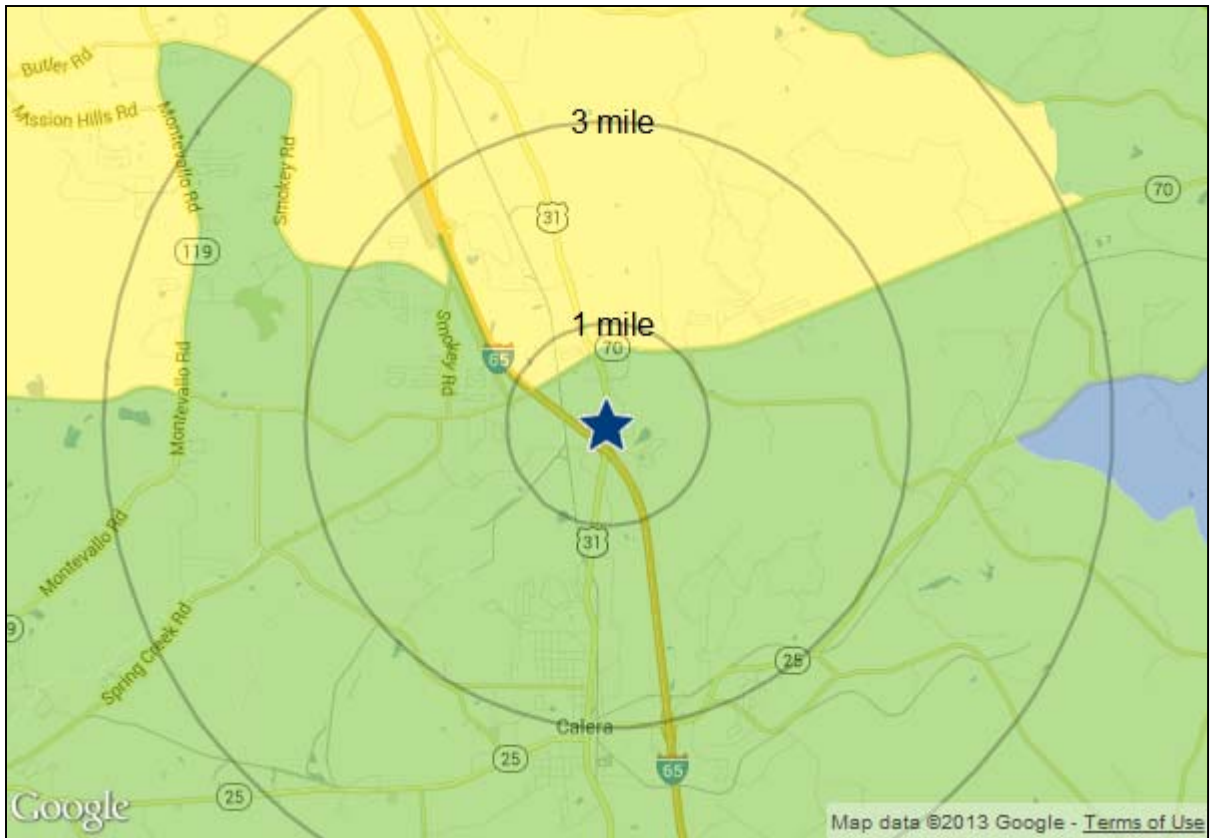 Butler Rd
Mission Hills Rd
Montevallo Rd
Smokey Rd
3 mile
70
31
119
1 mile
70
65
Smokey Rd
Montevallo Rd
31
Montevallo Rd
9
Spring Creek Rd
25
Calera
25
65
25
Google
Map data ©2013 Google - Terms of Use